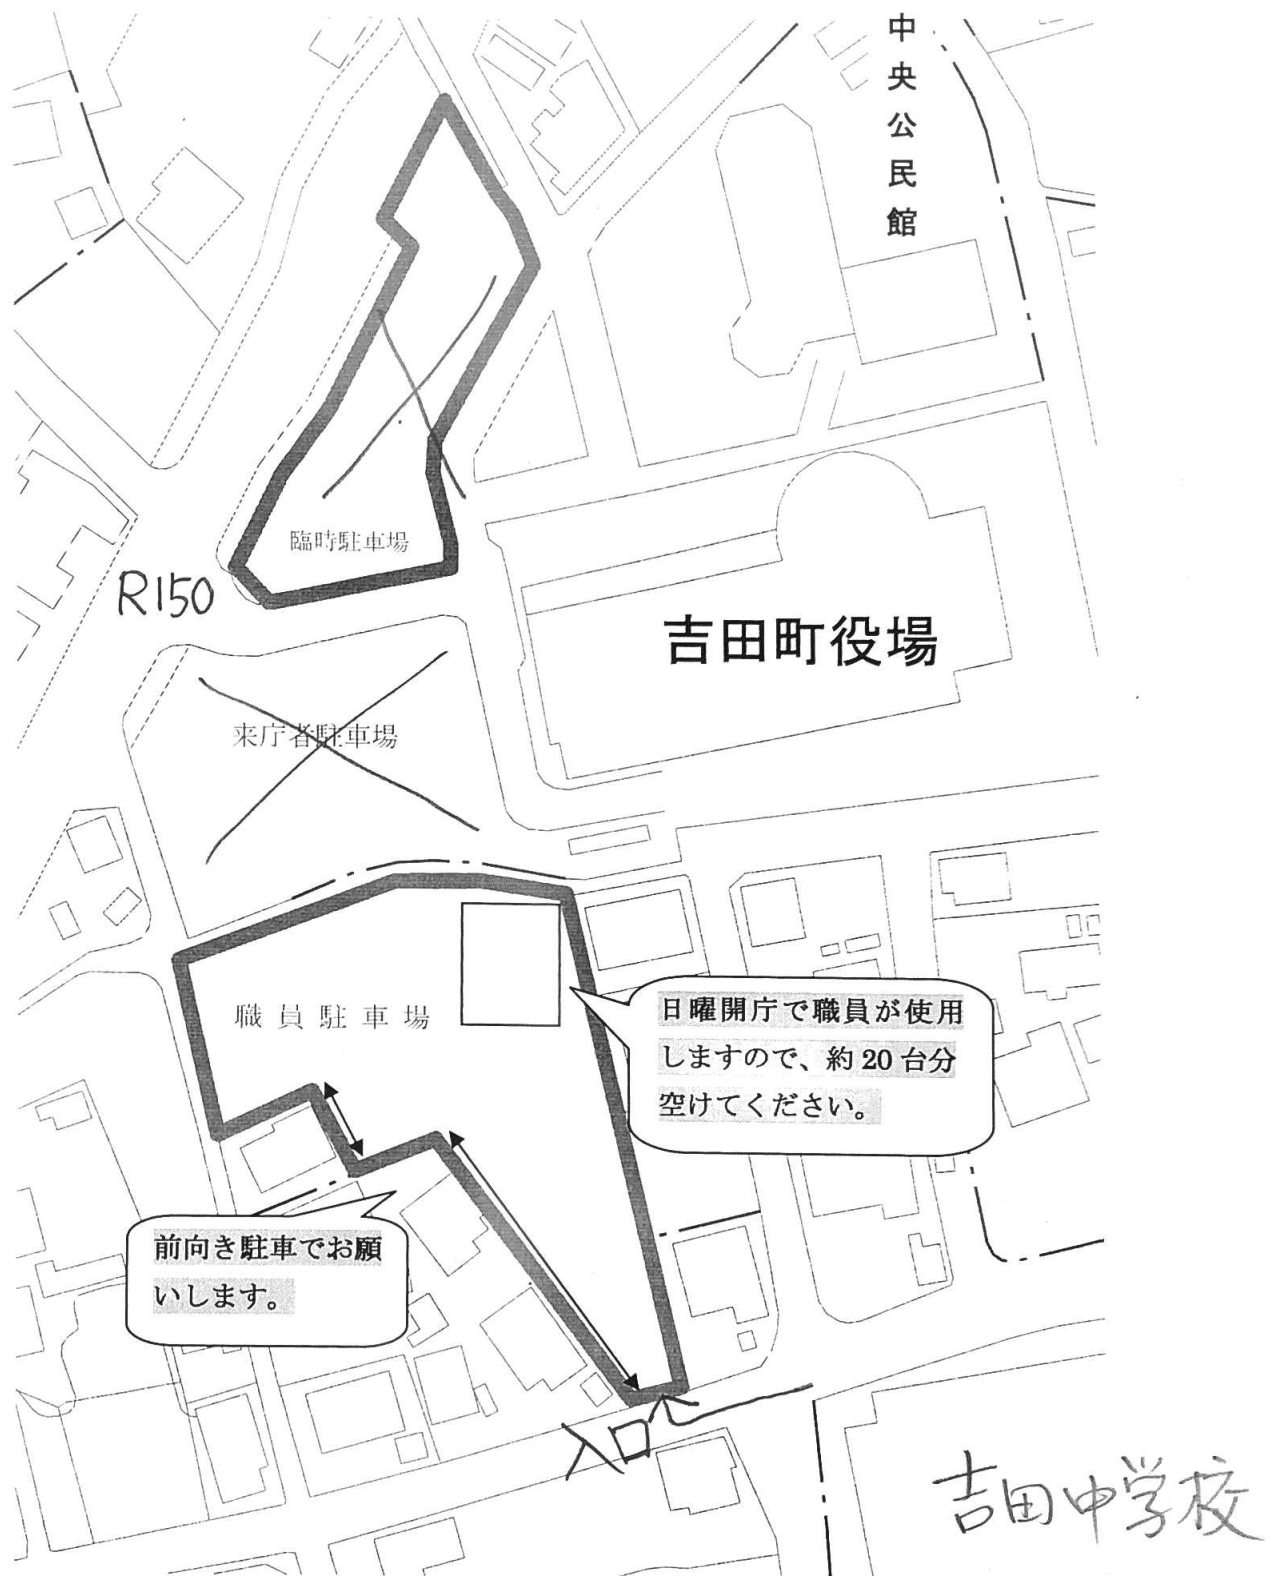 中央公民館
臨時駐車場
R150
吉田町役場
来庁者駐車場
職員駐車場
日曜開庁で職員が使用
しますので、約20台分
空けてください。
前向き駐車でお願
いします。
入口
吉田中学校